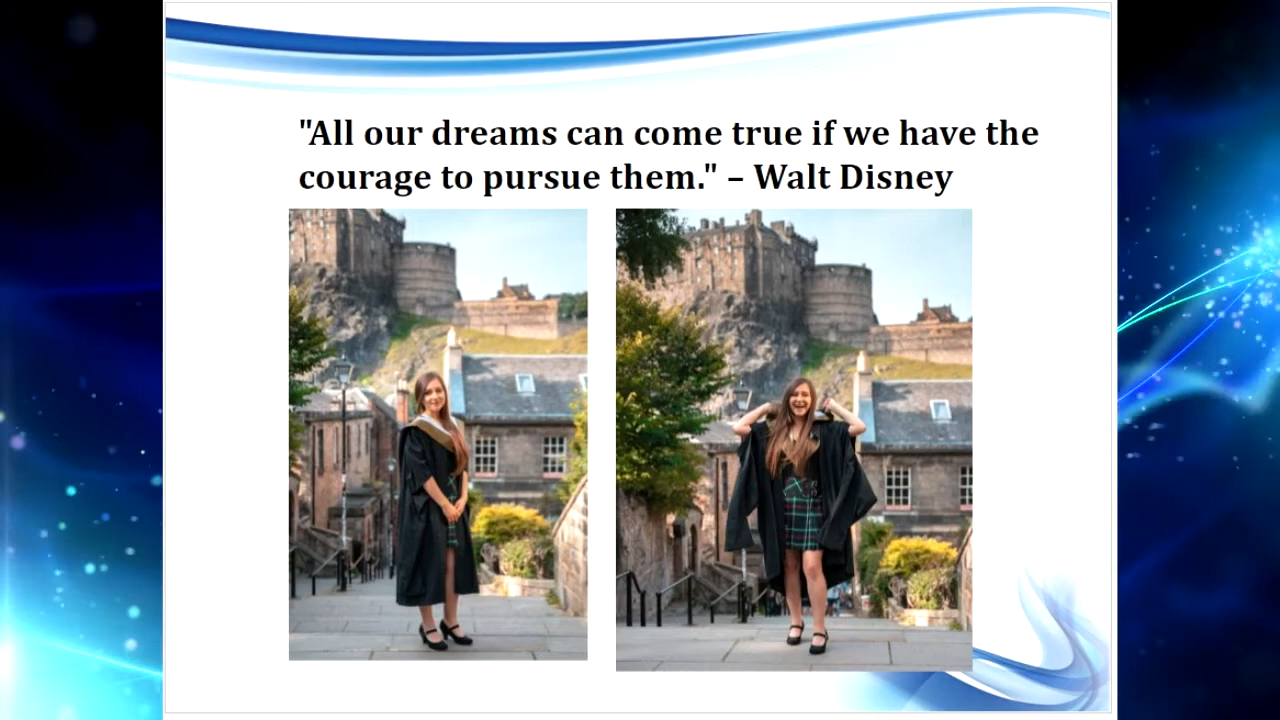 "All our dreams can come true if we have the
courage to pursue them." – Walt Disney